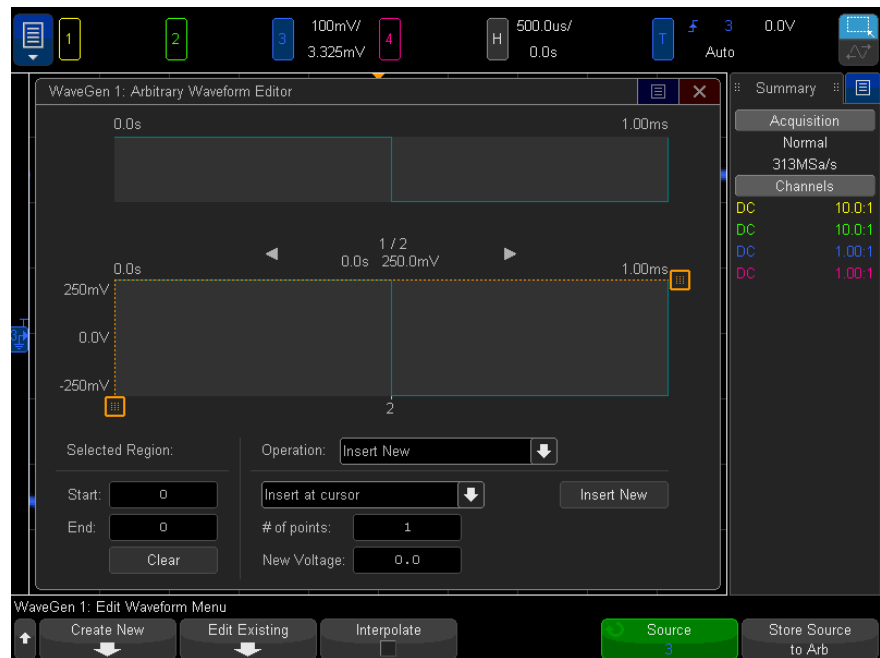 1 2 3 100mV/ 3.325mV 4 H 500.0us/ 0.0s T 3 0.0V Auto
WaveGen 1: Arbitrary Waveform Editor
0.0s 1.00ms
1 / 2
0.0s 250.0mV
0.0s 1.00ms
250mV
0.0V
-250mV
2
Selected Region:
Start: 0
End: 0
Clear
Operation: Insert New
Insert at cursor
Insert New
# of points: 1
New Voltage: 0.0
Summary
Acquisition
Normal
313MSa/s
Channels
DC 10.0:1
DC 10.0:1
DC 1.00:1
DC 1.00:1
T
3
WaveGen 1: Edit Waveform Menu
Create New
Edit Existing
Interpolate
Source
3
Store Source
to Arb